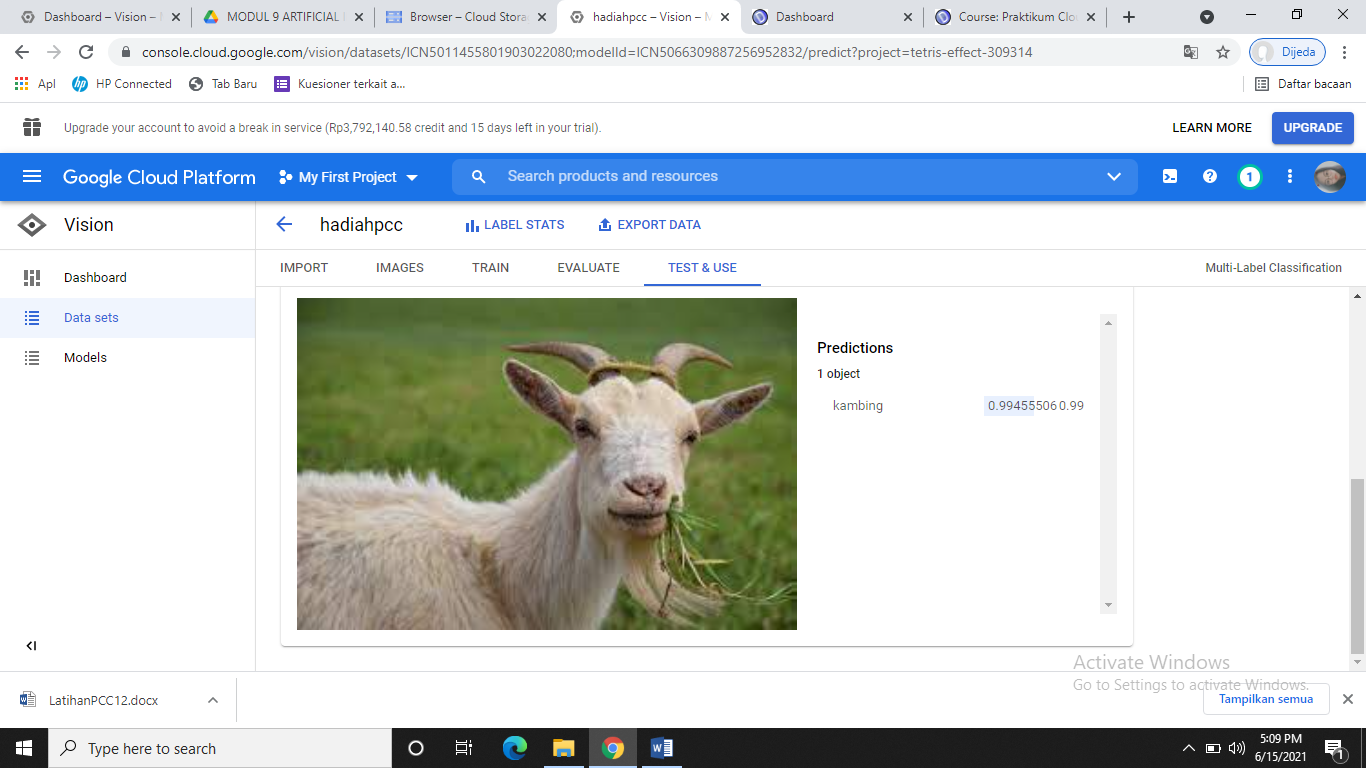 Dashboard – Vision –
MODUL 9 ARTIFICIAL
Browser – Cloud Stora
hadiahpcc – Vision –
Dashboard
Course: Praktikum Clo
console.cloud.google.com/vision/datasets/ICN5011455801903022080;modelId=ICN5066309887256952832/predict?project=tetris-effect-309314
Dijeda
Apl
HP Connected
Tab Baru
Kuesioner terkait a...
Daftar bacaan
Upgrade your account to avoid a break in service (Rp3,792,140.58 credit and 15 days left in your trial).
LEARN MORE
UPGRADE
Google Cloud Platform
My First Project
Search products and resources
1
Vision
hadiahpcc
LABEL STATS
EXPORT DATA
Dashboard
Data sets
Models
IMPORT
IMAGES
TRAIN
EVALUATE
TEST & USE
Multi-Label Classification
Predictions
1 object
kambing
0.994555060.99
Activate Windows
Go to Settings to activate Windows.
LatihanPCC12.docx
Tampilkan semua
Type here to search
5:09 PM
6/15/2021
1